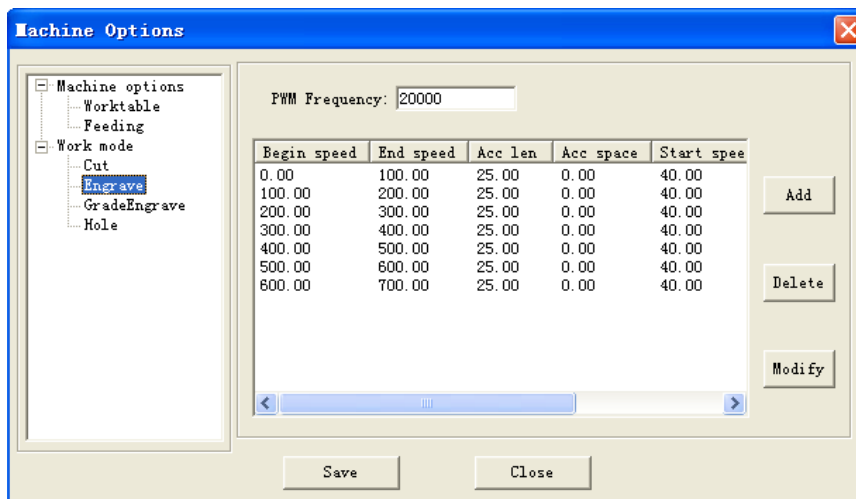 Machine Options
Machine options
Worktable
Feeding
Work mode
Cut
Engrave
GradeEngrave
Hole
PWM Frequency: 20000
Begin speed End speed Acc len Acc space Start spee
0.00 100.00 25.00 0.00 40.00
100.00 200.00 25.00 0.00 40.00
200.00 300.00 25.00 0.00 40.00
300.00 400.00 25.00 0.00 40.00
400.00 500.00 25.00 0.00 40.00
500.00 600.00 25.00 0.00 40.00
600.00 700.00 25.00 0.00 40.00
Add
Delete
Modify
Save Close